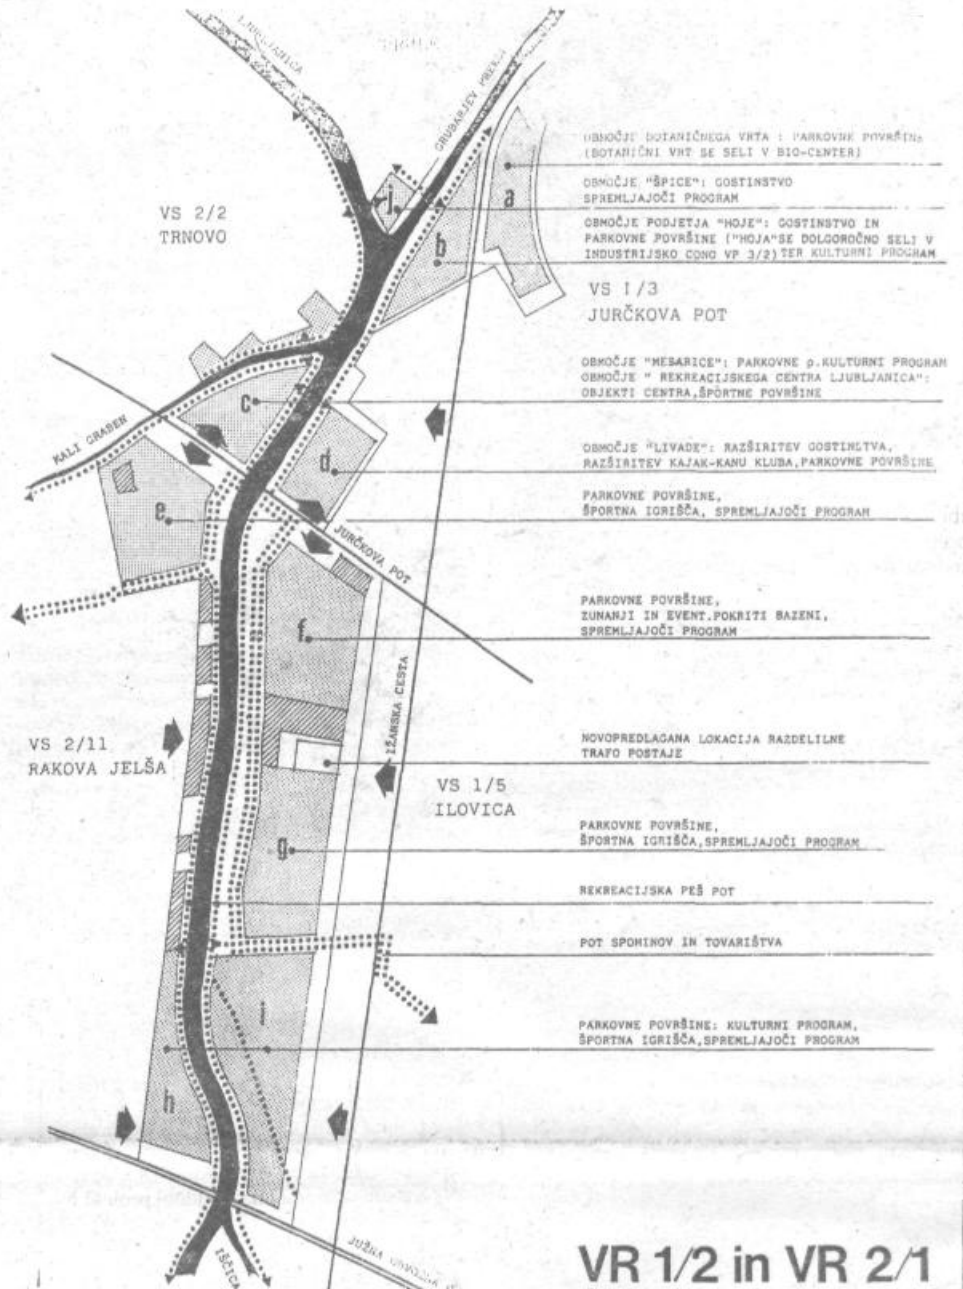 LJUBLJANICA
GRUBARJEV PREKOP
OBMOČJE BOTANIČNEGA VRTA : PARKOVNE POVRŠINE
(BOTANIČNI VRT SE SELI V BIO-CENTER)
OBMOČJE "ŠPICE": GOSTINSTVO
SPREMLJAJOČI PROGRAM
OBMOČJE PODJETJA "HOJE": GOSTINSTVO IN
PARKOVNE POVRŠINE ("HOJA"SE DOLGOROČNO SELI V
INDUSTRIJSKO CONO VP 3/2) TER KULTURNI PROGRAM
VS 2/2
TRNOVO
j
a
b
VS 1/3
JURČKOVA POT
OBMOČJE "MESARICE": PARKOVNE p.KULTURNI PROGRAM
OBMOČJE " REKREACIJSKEGA CENTRA LJUBLJANICA":
OBJEKTI CENTRA,ŠPORTNE POVRŠINE
c
KALI GRABEN
d
OBMOČJE "LIVADE": RAZŠIRITEV GOSTINLTVA,
RAZŠIRITEV KAJAK-KANU KLUBA,PARKOVNE POVRŠINE
e
PARKOVNE POVRŠINE,
ŠPORTNA IGRIŠČA, SPREMLJAJOČI PROGRAM
JURČKOVA POT
f
PARKOVNE POVRŠINE,
ZUNANJI IN EVENT.POKRITI BAZENI,
SPREMLJAJOČI PROGRAM
IŽANSKA CESTA
VS 2/11
RAKOVA JELŠA
NOVOPREDLAGANA LOKACIJA RAZDELILNE
TRAFO POSTAJE
VS 1/5
ILOVICA
g
PARKOVNE POVRŠINE,
ŠPORTNA IGRIŠČA,SPREMLJAJOČI PROGRAM
REKREACIJSKA PEŠ POT
POT SPOMINOV IN TOVARIŠTVA
i
h
PARKOVNE POVRŠINE: KULTURNI PROGRAM,
ŠPORTNA IGRIŠČA,SPREMLJAJOČI PROGRAM
IŠČICA
JUŽNA
VR 1/2 in VR 2/1